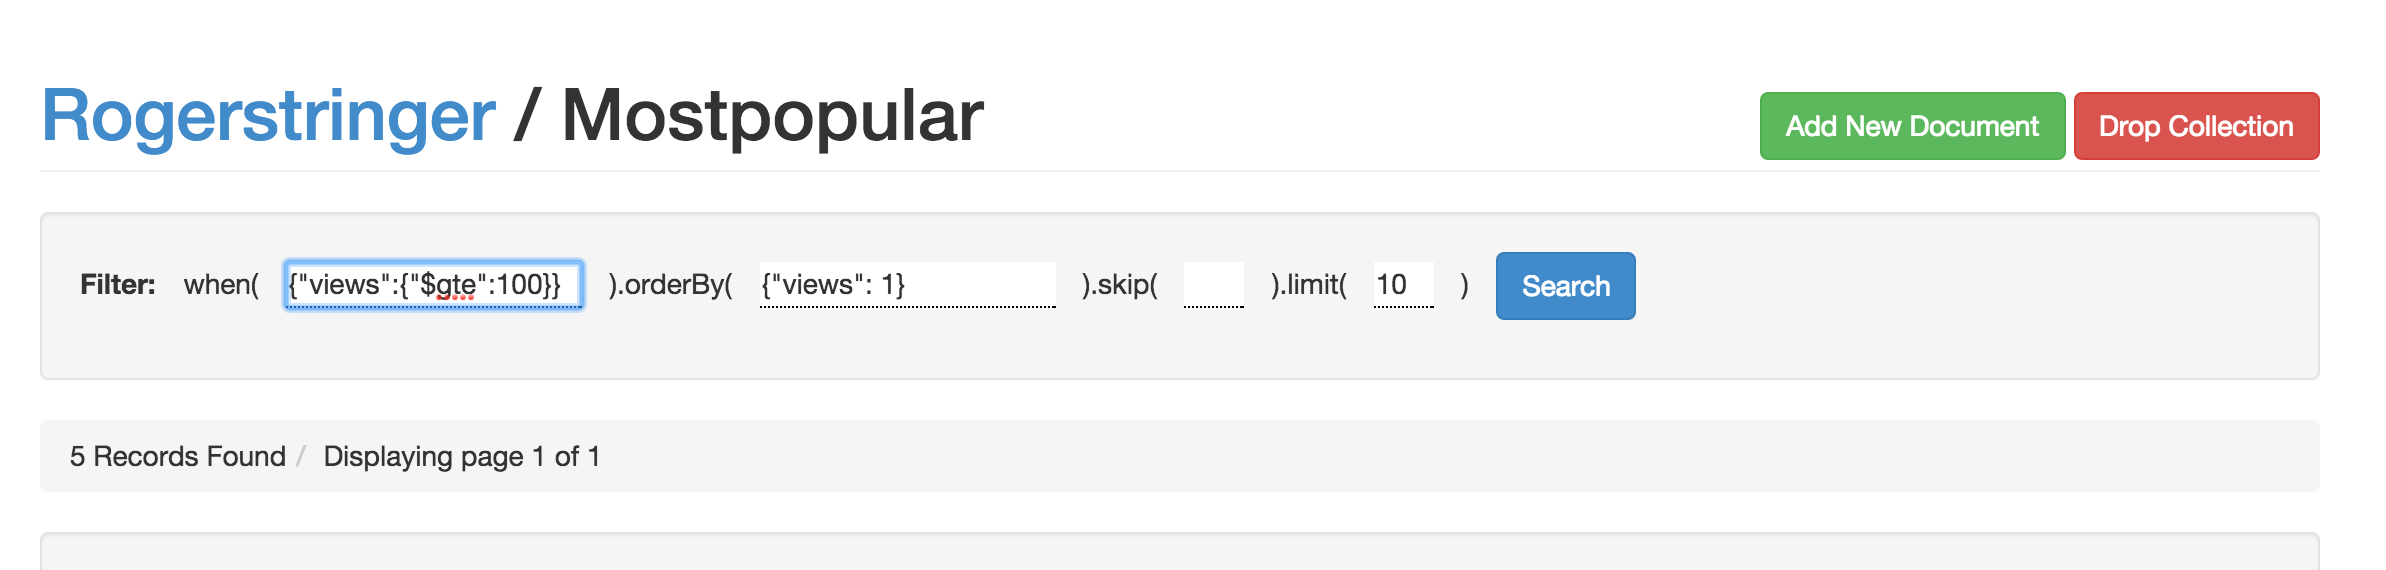 Rogerstringer / Mostpopular
Add New Document Drop Collection
Filter: when( {"views":{"$gte":100}} ).orderBy( {"views": 1} ).skip( ).limit( 10 ) Search
5 Records Found / Displaying page 1 of 1